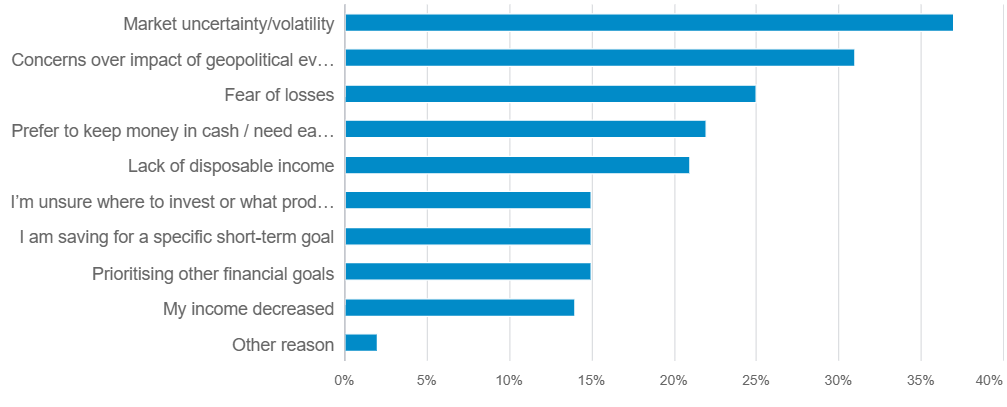 Market uncertainty/volatility
Concerns over impact of geopolitical ev…
Fear of losses
Prefer to keep money in cash / need ea…
Lack of disposable income
I’m unsure where to invest or what prod…
I am saving for a specific short-term goal
Prioritising other financial goals
My income decreased
Other reason
0% 5% 10% 15% 20% 25% 30% 35% 40%